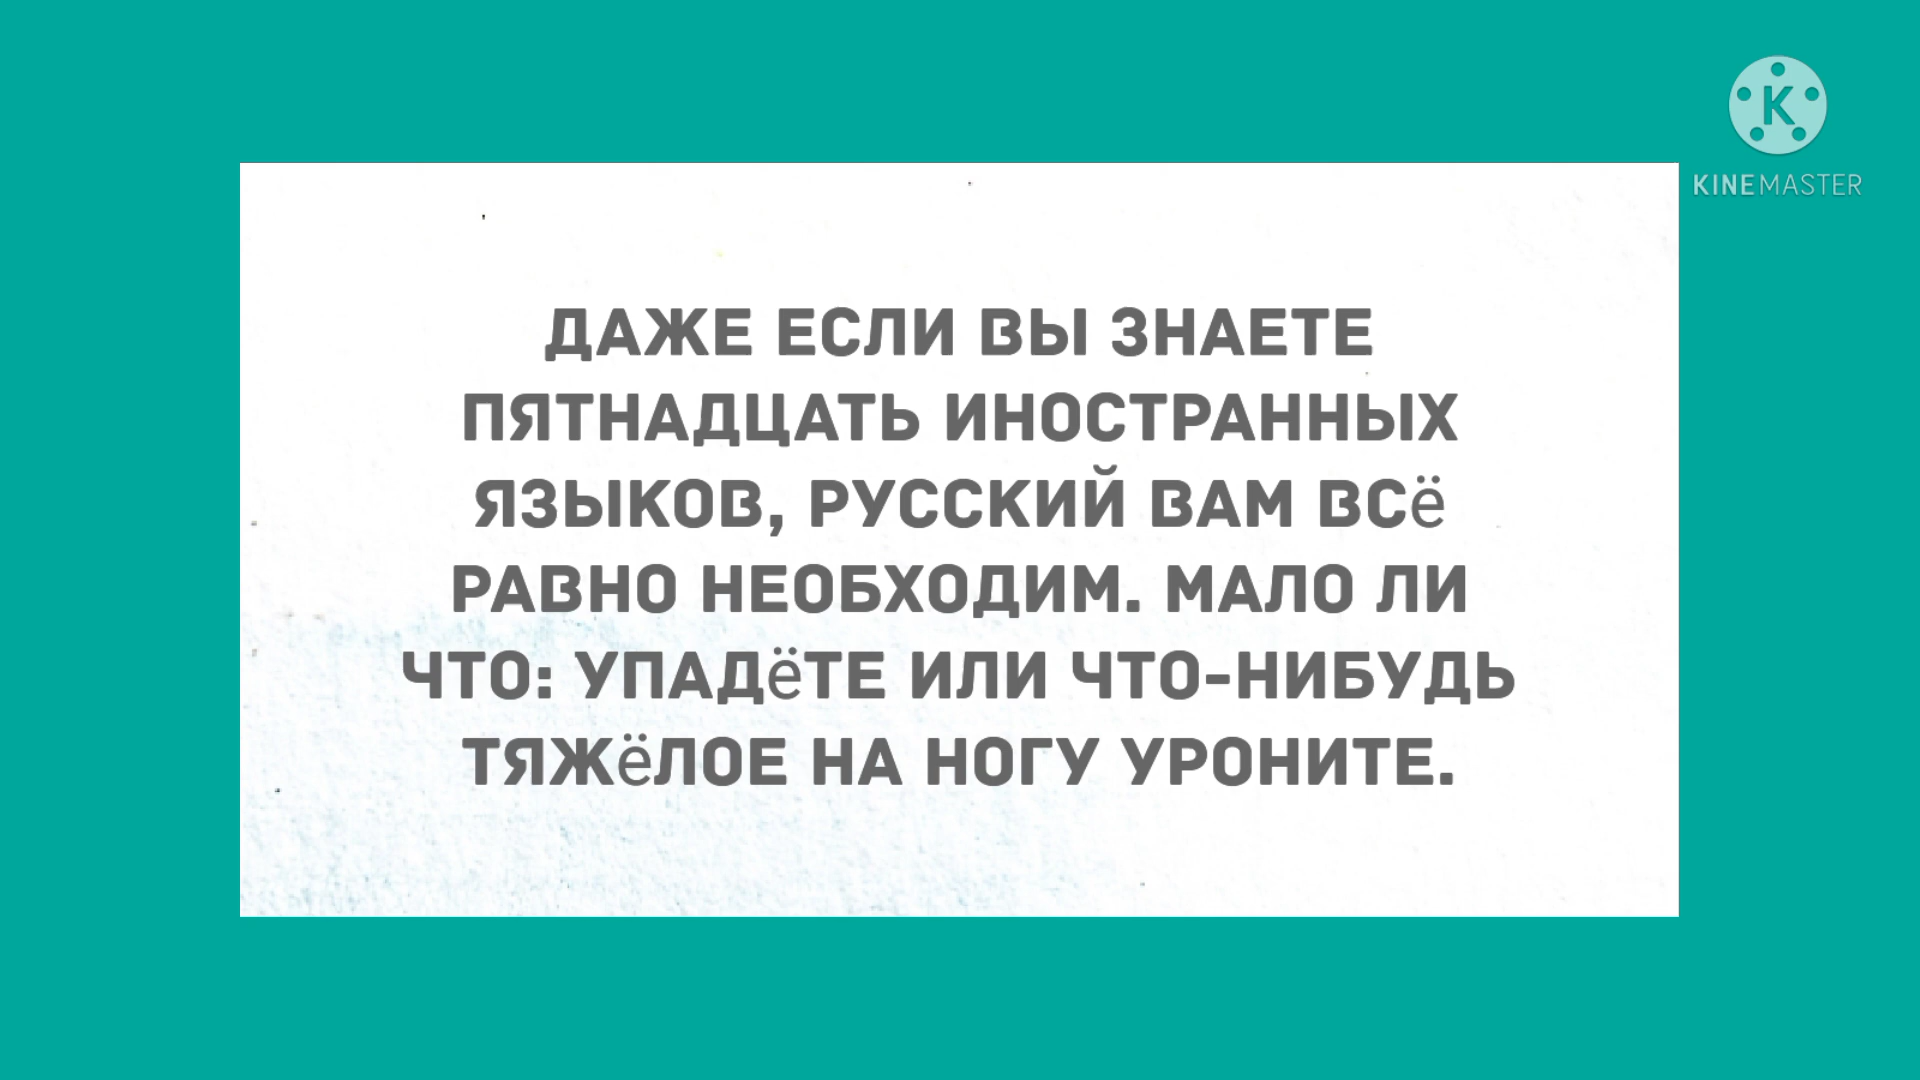 K
KINEMASTER
ДАЖЕ ЕСЛИ ВЫ ЗНАЕТЕ
ПЯТНАДЦАТЬ ИНОСТРАННЫХ
ЯЗЫКОВ, РУССКИЙ ВАМ ВСё
РАВНО НЕОБХОДИМ. МАЛО ЛИ
ЧТО: УПАДёТЕ ИЛИ ЧТО-НИБУДЬ
ТЯЖёЛОЕ НА НОГУ УРОНИТЕ.